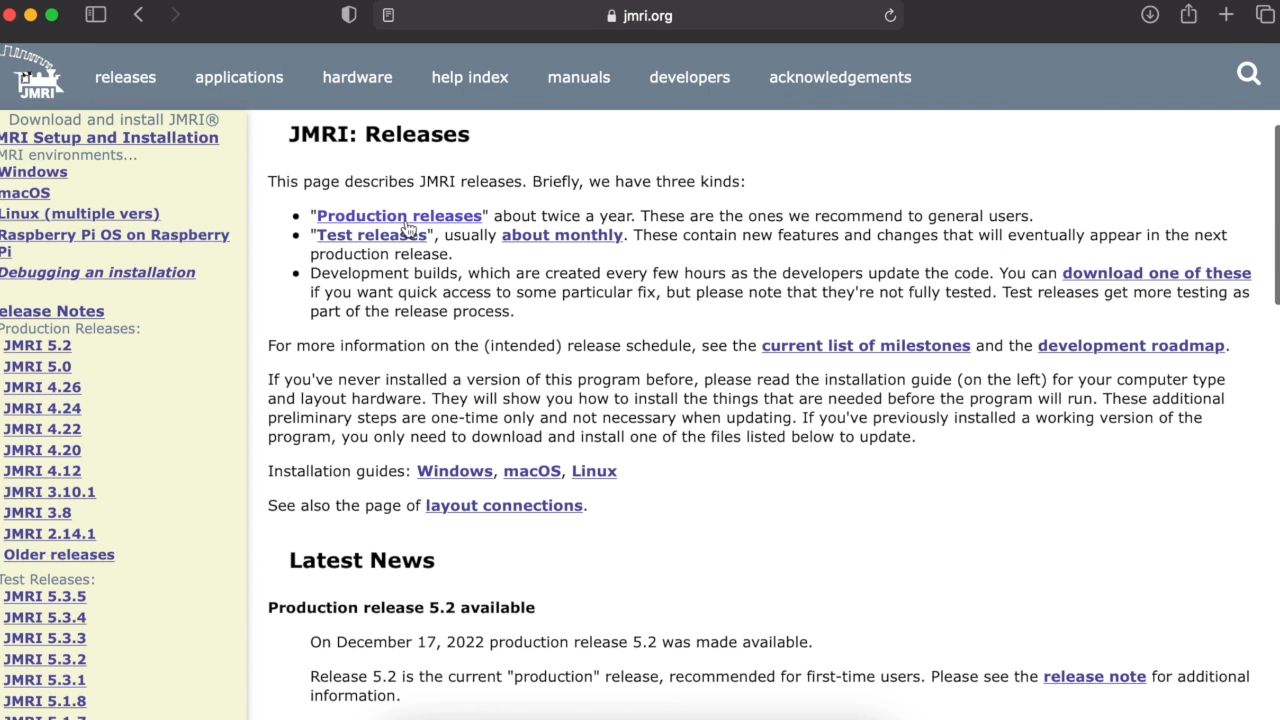 jmri.org
JMRI
releases
applications
hardware
help index
manuals
developers
acknowledgements
Download and install JMRI®
MRI Setup and Installation
MRI environments...
Windows
macOS
Linux (multiple vers)
Raspberry Pi OS on Raspberry
Pi
Debugging an installation
elease Notes
Production Releases:
JMRI 5.2
JMRI 5.0
JMRI 4.26
JMRI 4.24
JMRI 4.22
JMRI 4.20
JMRI 4.12
JMRI 3.10.1
JMRI 3.8
JMRI 2.14.1
Older releases
Test Releases:
JMRI 5.3.5
JMRI 5.3.4
JMRI 5.3.3
JMRI 5.3.2
JMRI 5.3.1
JMRI 5.1.8
JMRI: Releases
This page describes JMRI releases. Briefly, we have three kinds:
• "Production releases" about twice a year. These are the ones we recommend to general users.
• "Test releases", usually about monthly. These contain new features and changes that will eventually appear in the next
production release.
• Development builds, which are created every few hours as the developers update the code. You can download one of these
if you want quick access to some particular fix, but please note that they're not fully tested. Test releases get more testing as
part of the release process.
For more information on the (intended) release schedule, see the current list of milestones and the development roadmap.
If you've never installed a version of this program before, please read the installation guide (on the left) for your computer type
and layout hardware. They will show you how to install the things that are needed before the program will run. These additional
preliminary steps are one-time only and not necessary when updating. If you've previously installed a working version of the
program, you only need to download and install one of the files listed below to update.
Installation guides: Windows, macOS, Linux
See also the page of layout connections.
Latest News
Production release 5.2 available
On December 17, 2022 production release 5.2 was made available.
Release 5.2 is the current "production" release, recommended for first-time users. Please see the release note for additional
information.